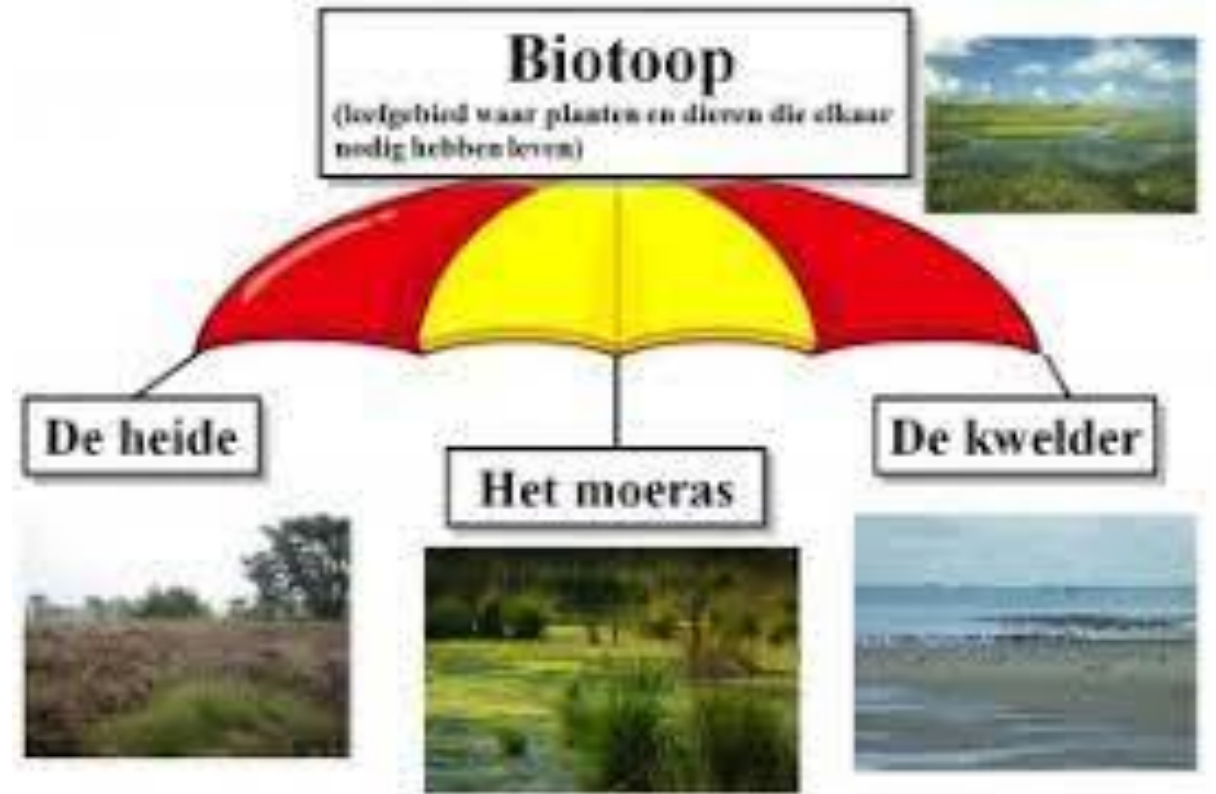 Biotoop
(leefgebied waar planten en dieren die elkaar
nodig hebben leven)
De heide
De kwelder
Het moeras